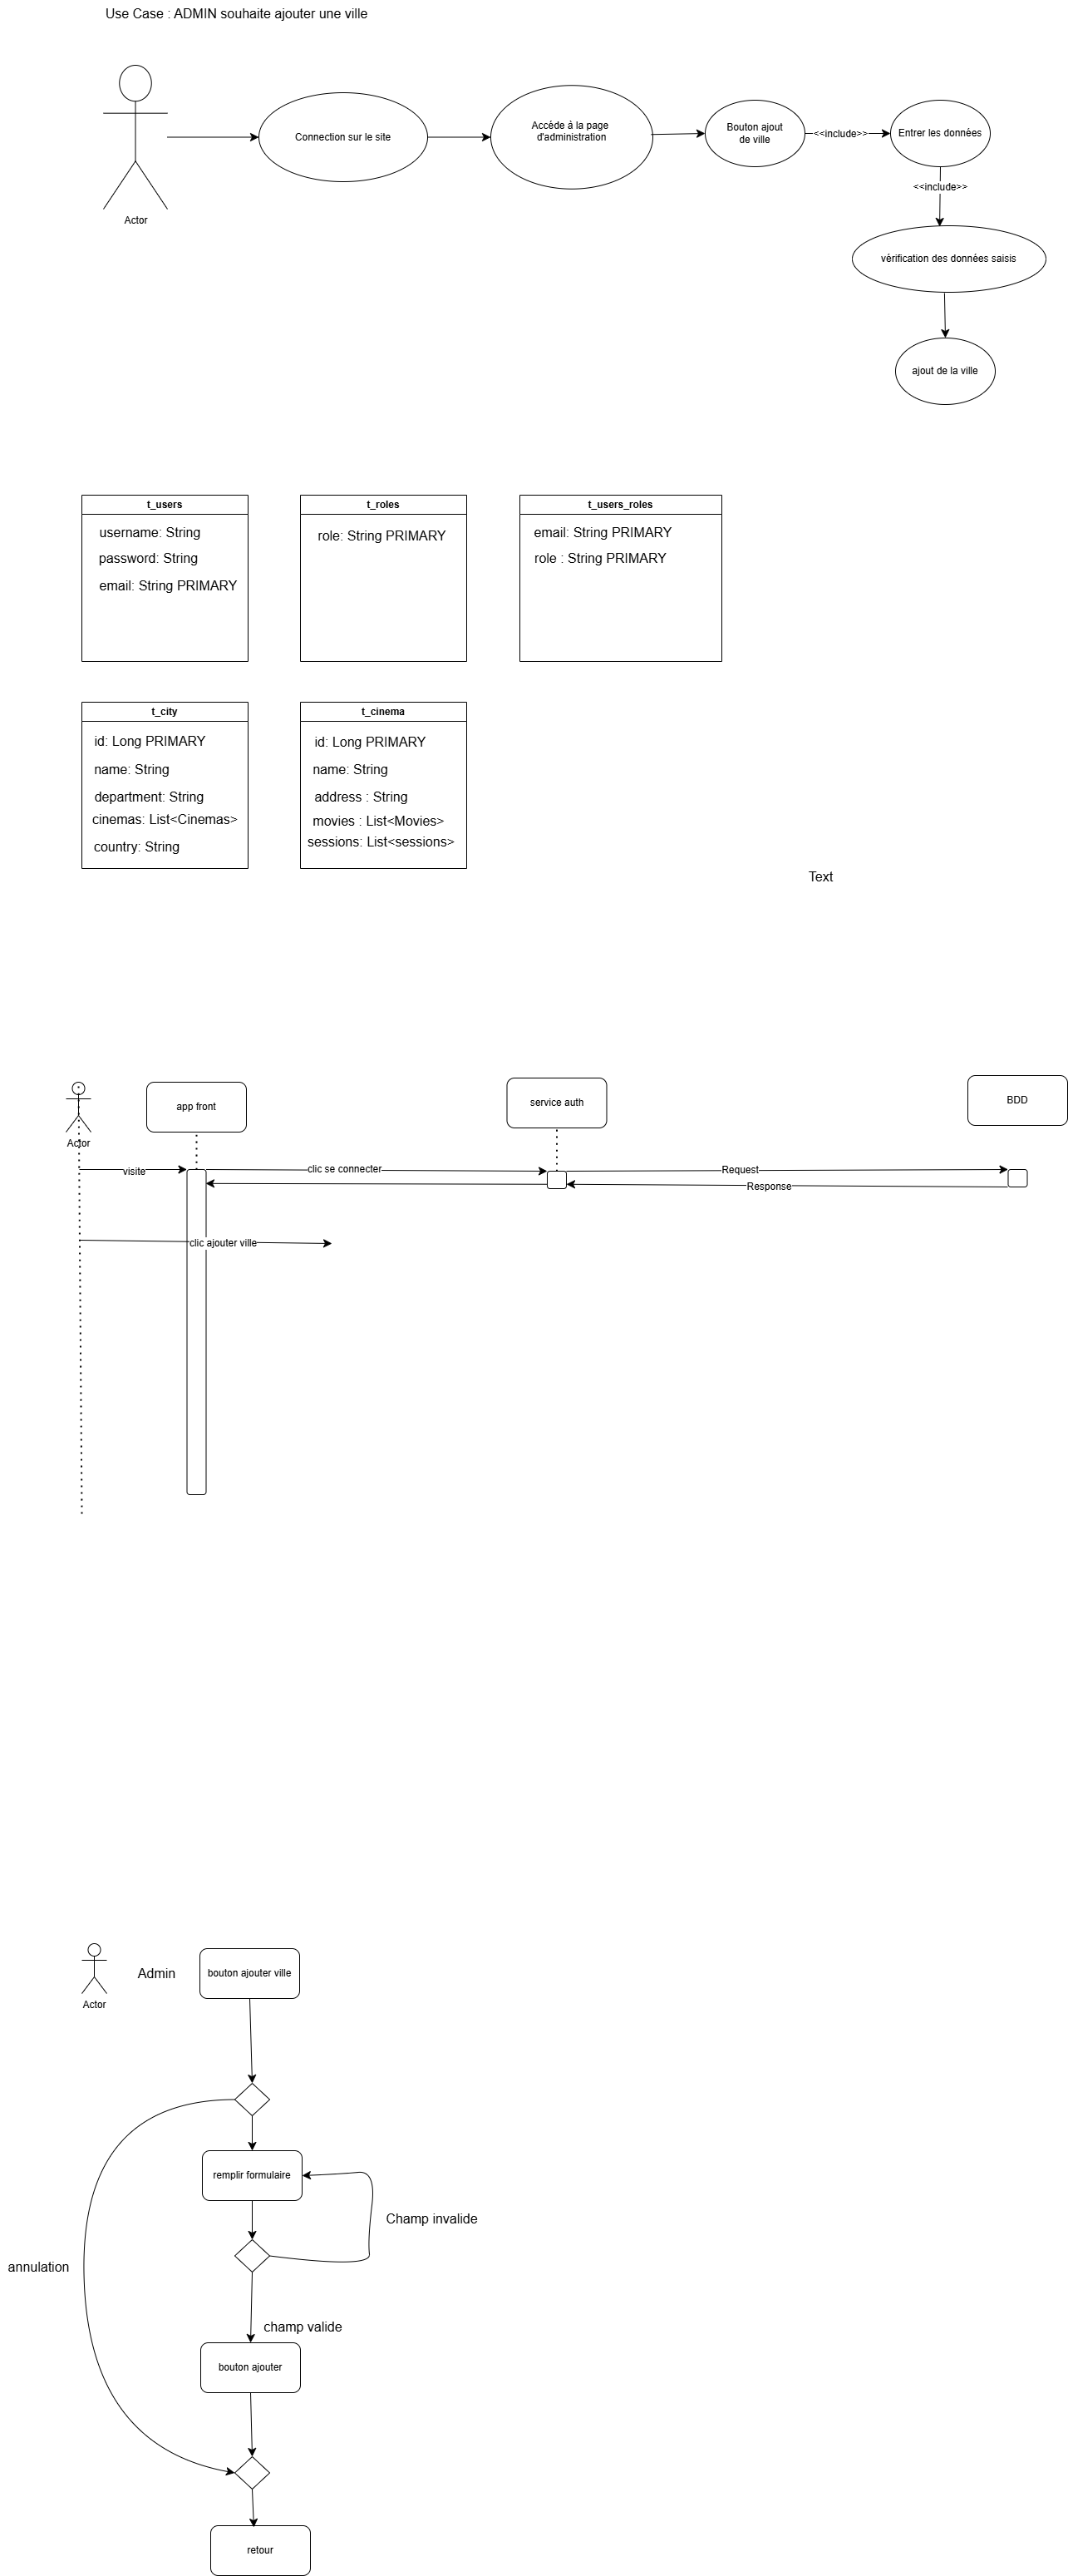 Use Case : ADMIN souhaite ajouter une ville
Connection sur le site
Accéde à la page
d'administration
Bouton ajout
de ville
<<include>>
Entrer les données
Actor
<<include>>
vérification des données saisis
ajout de la ville
t_users
username: String
password: String
email: String PRIMARY
t_roles
role: String PRIMARY
t_users_roles
email: String PRIMARY
role : String PRIMARY
t_city
id: Long PRIMARY
name: String
department: String
cinemas: List<Cinemas>
country: String
t_cinema
id: Long PRIMARY
name: String
address : String
movies : List<Movies>
sessions: List<sessions>
Text
Actor
app front
service auth
BDD
visite
clic se connecter
Request
Response
clic ajouter ville
Actor
Admin
bouton ajouter ville
remplir formulaire
Champ invalide
annulation
champ valide
bouton ajouter
retour